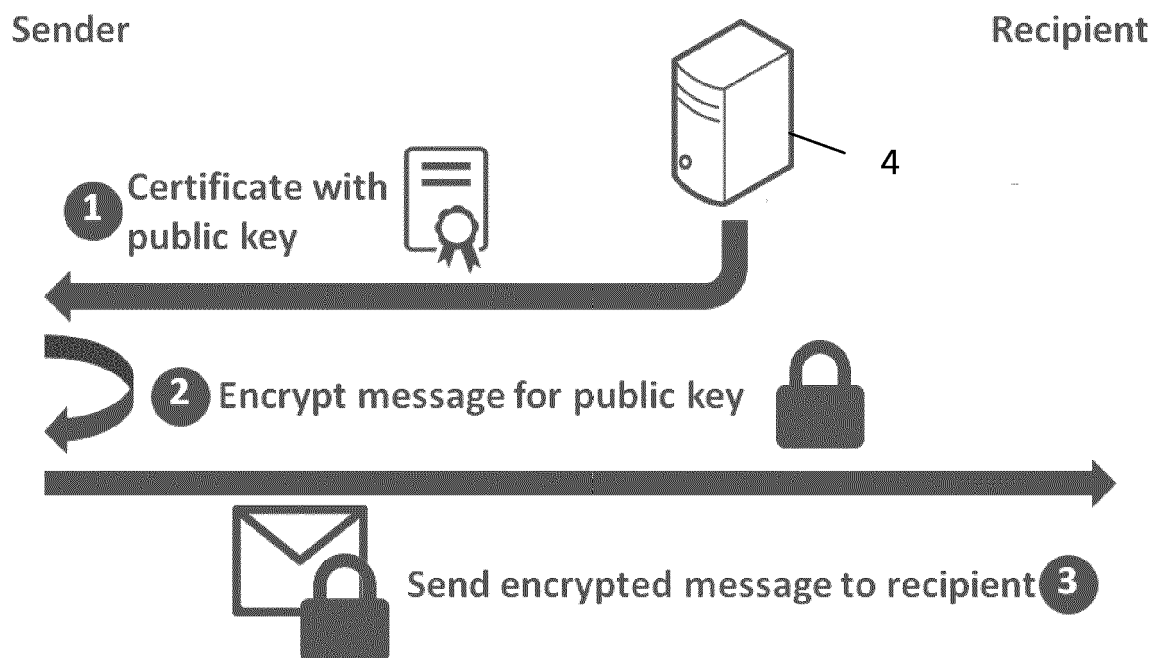 Sender
Recipient
4
1 Certificate with
public key
2 Encrypt message for public key
Send encrypted message to recipient 3